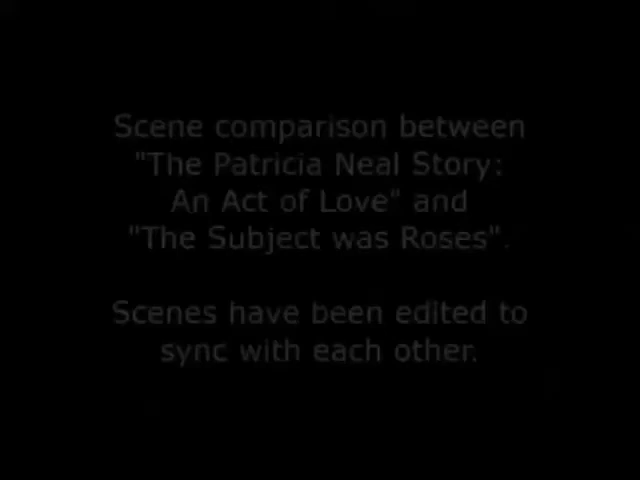 Scene comparison between
"The Patricia Neal Story:
An Act of Love" and
"The Subject was Roses".
Scenes have been edited to
sync with each other.